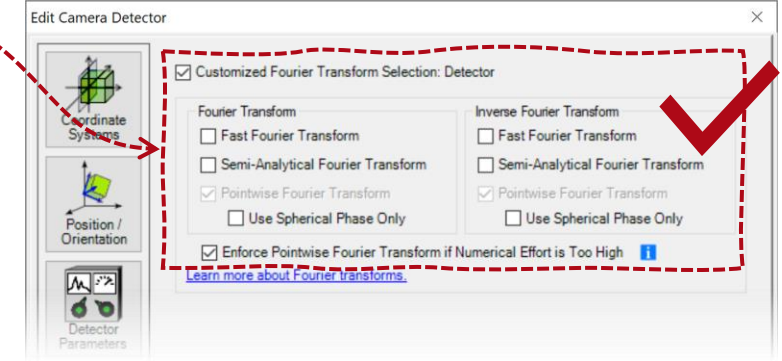 Edit Camera Detector
Coordinate
Systems
Position /
Orientation
Detector
Parameters
Customized Fourier Transform Selection: Detector
Fourier Transform
Fast Fourier Transform
Semi-Analytical Fourier Transform
Pointwise Fourier Transform
Use Spherical Phase Only
Inverse Fourier Transform
Fast Fourier Transform
Semi-Analytical Fourier Transform
Pointwise Fourier Transform
Use Spherical Phase Only
Enforce Pointwise Fourier Transform if Numerical Effort is Too High
Learn more about Fourier transforms.